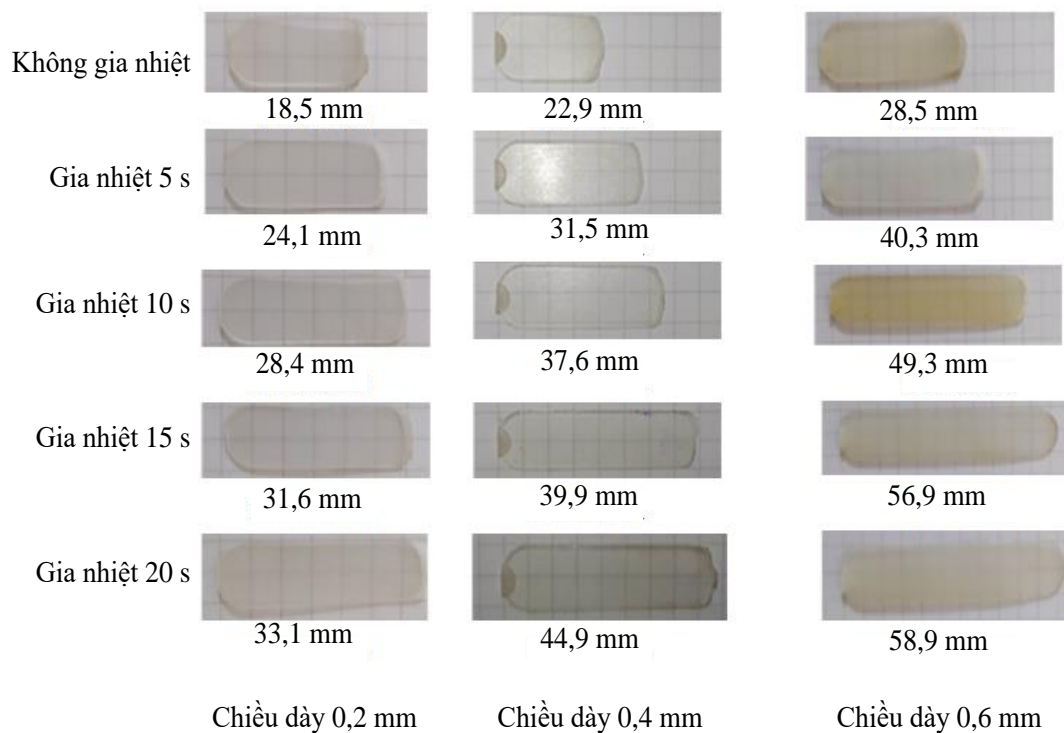 Không gia nhiệt
18,5 mm
22,9 mm
28,5 mm
Gia nhiệt 5 s
24,1 mm
31,5 mm
40,3 mm
Gia nhiệt 10 s
28,4 mm
37,6 mm
49,3 mm
Gia nhiệt 15 s
31,6 mm
39,9 mm
56,9 mm
Gia nhiệt 20 s
33,1 mm
44,9 mm
58,9 mm
Chiều dày 0,2 mm
Chiều dày 0,4 mm
Chiều dày 0,6 mm